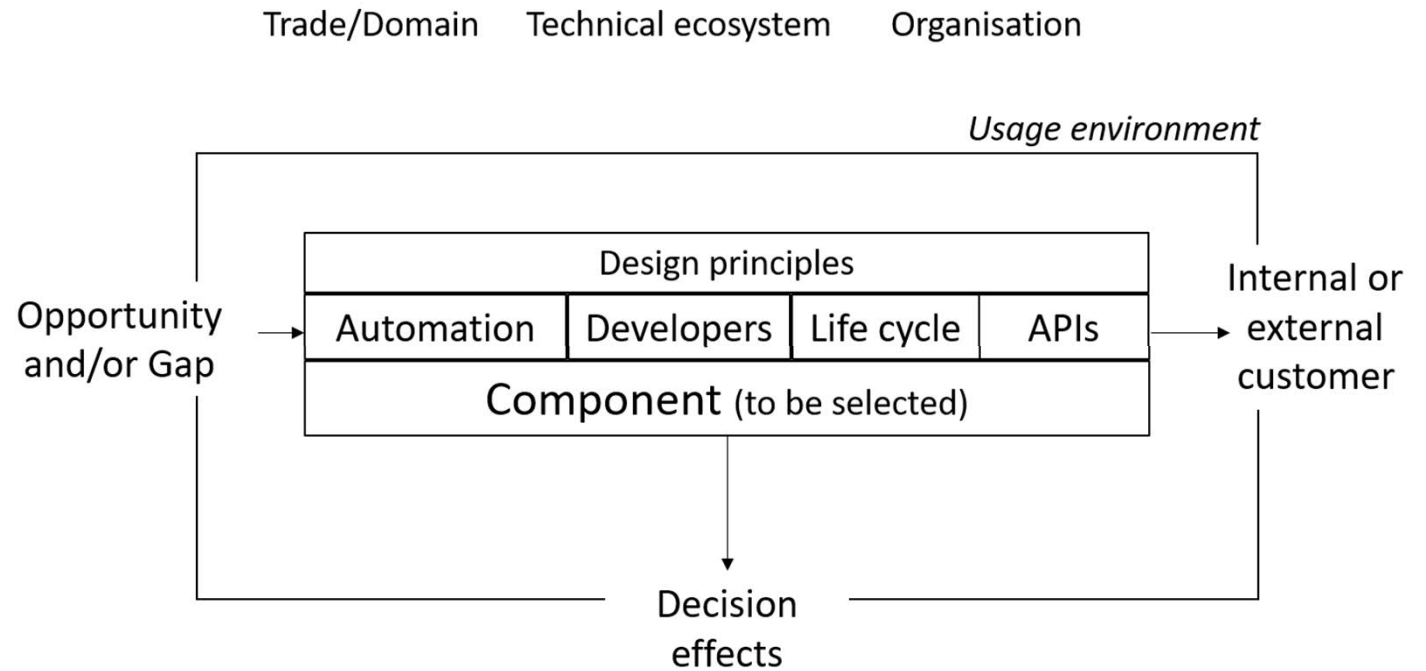 Trade/Domain Technical ecosystem Organisation
Usage environment
Design principles
Opportunity
and/or Gap
Automation Developers Life cycle APIs
Component (to be selected)
Internal or
external
customer
Decision
effects